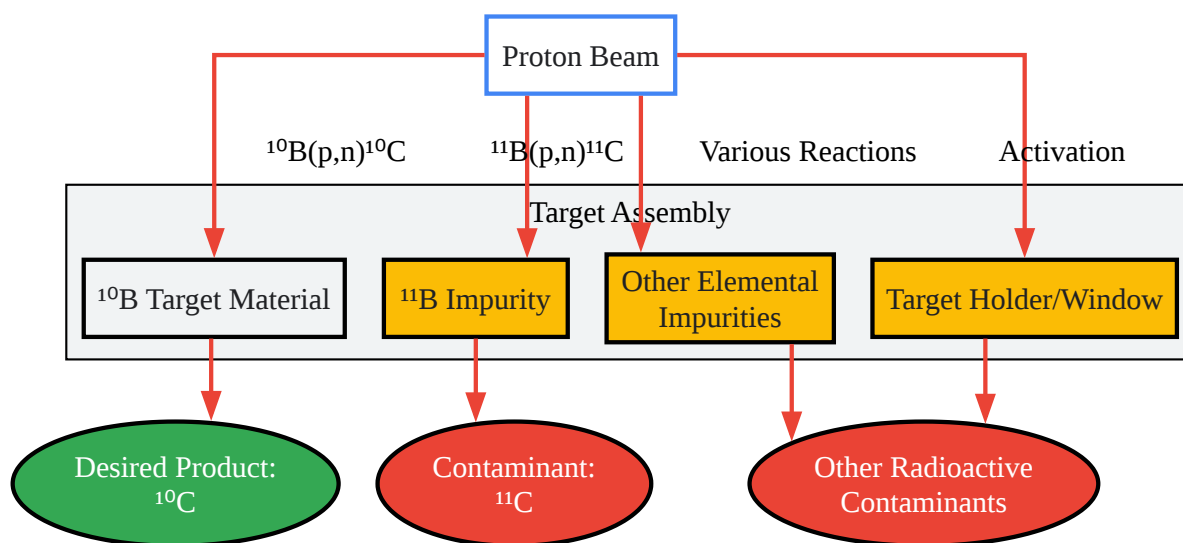 Proton Beam
¹⁰B(p,n)¹⁰C
¹¹B(p,n)¹¹C
Various Reactions
Activation
Target Assembly
¹⁰B Target Material
¹¹B Impurity
Other Elemental
Impurities
Target Holder/Window
Desired Product:
¹⁰C
Contaminant:
¹¹C
Other Radioactive
Contaminants